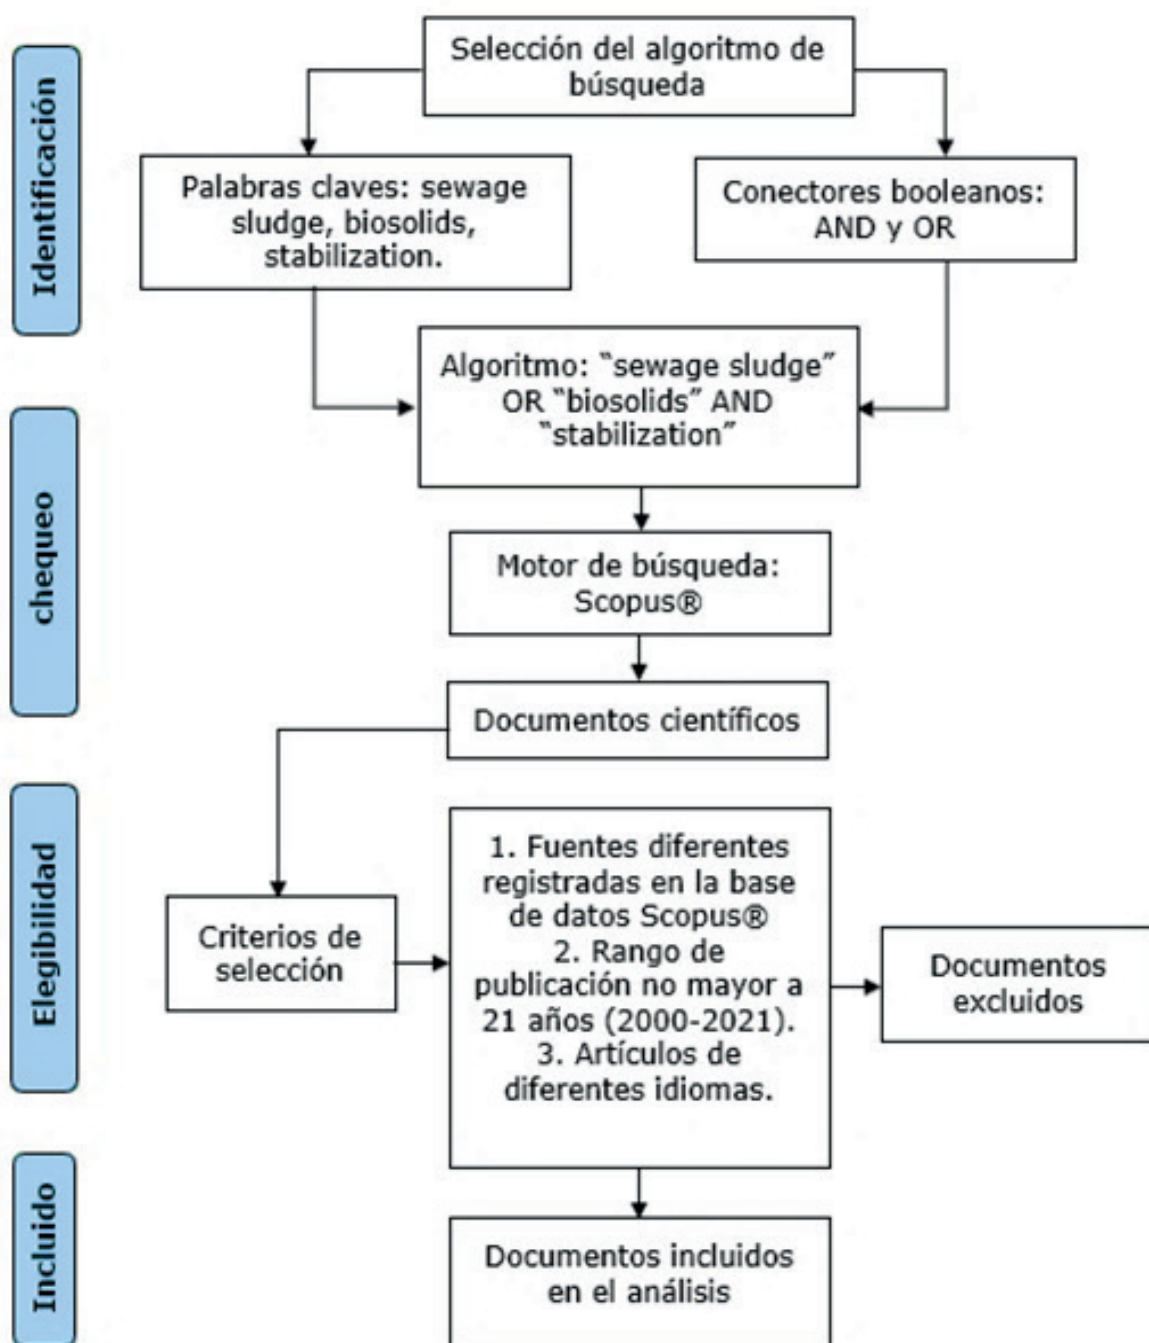 Identificación
Selección del algoritmo de
búsqueda
Palabras claves: sewage
sludge, biosolids,
stabilization.
Conectores booleanos:
AND y OR
Algoritmo: “sewage sludge”
OR “biosolids” AND
“stabilization”
chequeo
Motor de búsqueda:
Scopus®
Documentos científicos
Elegibilidad
Criterios de
selección
1. Fuentes diferentes
registradas en la base
de datos Scopus®
2. Rango de
publicación no mayor a
21 años (2000-2021).
3. Artículos de
diferentes idiomas.
Documentos
excluidos
Incluido
Documentos incluidos
en el análisis